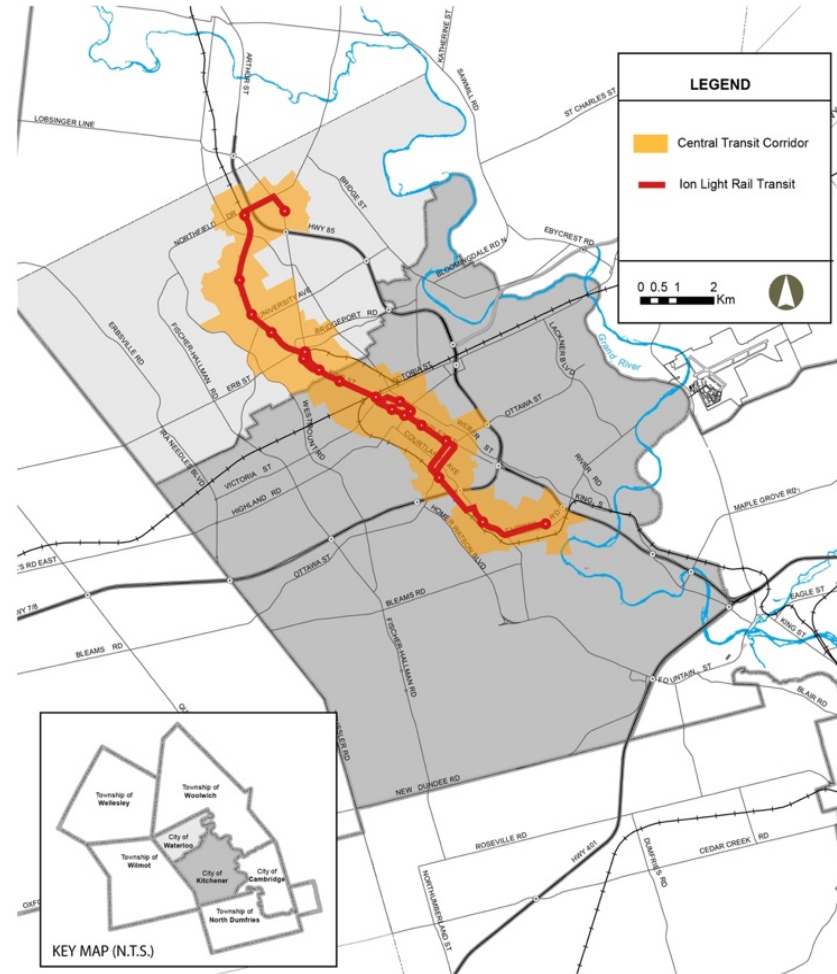 KATHERINE ST
ARTHUR ST
SAWMILL RD
ST CHARLES ST
LOBSINGER LINE
LEGEND
Central Transit Corridor
Ion Light Rail Transit
0 0.5 1 2
Km
BRIDGE ST
NORTHFIELD DR
HWY 85
EBYCREST RD
BLOOMINGDALE RD N
UNIVERSITY AVE
BRIDGEPORT RD
ERBSVILLE RD
FISCHER-HALLMAN RD
LACKNER BLVD
Grand River
ERB ST
WESTMOUNT RD
WEBER ST
OTTAWA ST
COURTLAND AVE
IRA NEEDLES BLVD
VICTORIA ST
HIGHLAND RD
RIVER RD
KING S
MAPLE GROVE RD
HOMER WATSON BLVD
'S RD EAST
OTTAWA ST
WY 7/8
BLEAMS RD
EAGLE ST
KING ST
BLEAMS RD
FISCHER-HALLMAN RD
FOUNTAIN ST
BLAIR RD
NEW DUNDEE RD
ROSEVILLE RD
CEDAR CREEK RD
HWY 401
DUMFRIES RD
NORTHUMBERLAND ST
OXFO
Township of
Wellesley
Township of
Woolwich
City of
Waterloo
Township of
Wilmot
City of
Kitchener
City of
Cambridge
Township of
North Dumfries
KEY MAP (N.T.S.)